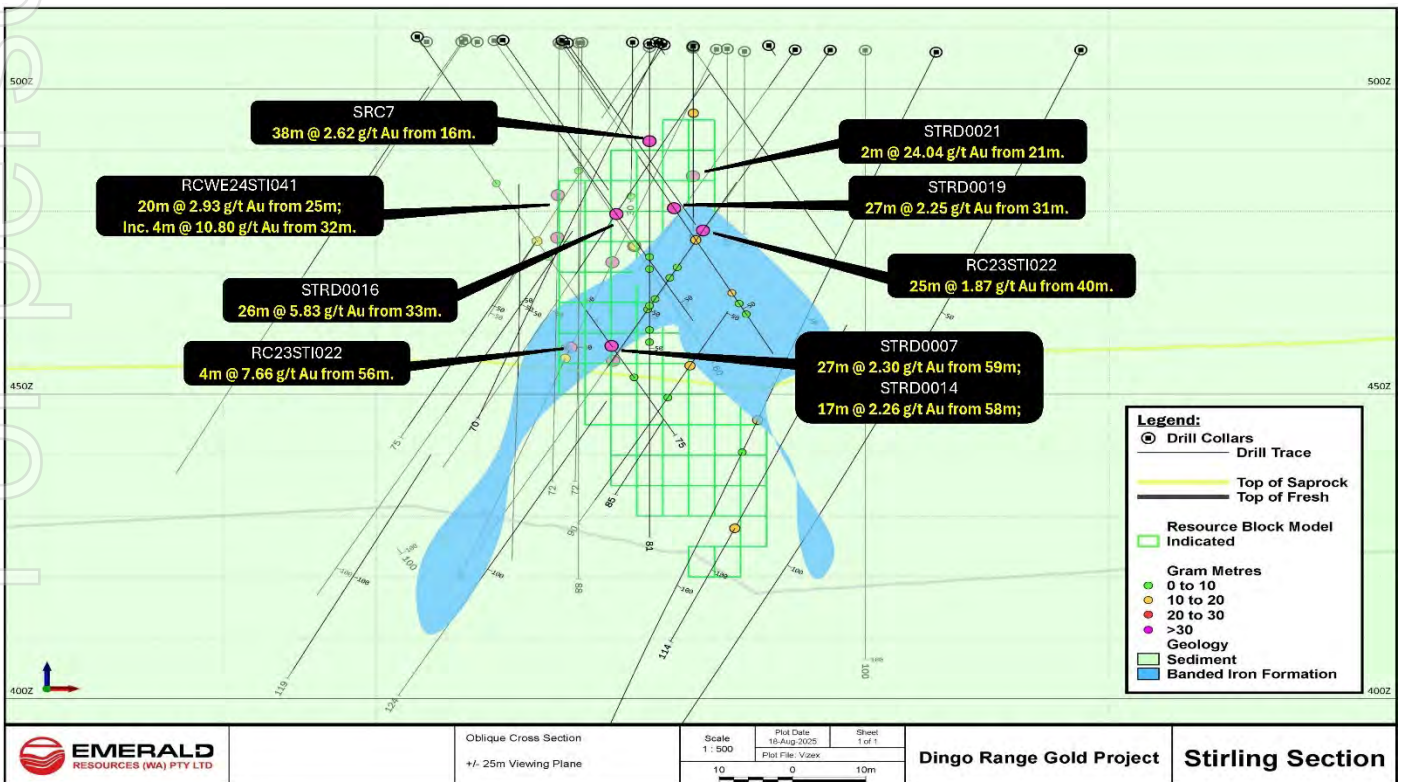 500Z
500Z
SRC7
38m @ 2.62 g/t Au from 16m.
STRD0021
2m @ 24.04 g/t Au from 21m.
RCWE24STI041
20m @ 2.93 g/t Au from 25m;
Inc. 4m @ 10.80 g/t Au from 32m.
STRD0019
27m @ 2.25 g/t Au from 31m.
STRD0016
26m @ 5.83 g/t Au from 33m.
RC23STI022
25m @ 1.87 g/t Au from 40m.
RC23STI022
4m @ 7.66 g/t Au from 56m.
STRD0007
27m @ 2.30 g/t Au from 59m;
STRD0014
17m @ 2.26 g/t Au from 58m;
450Z
450Z
75
70
75
72
72
85
90
81
88
100
119
124
114
100
400Z
400Z
Legend:
Drill Collars
Drill Trace
Top of Saprock
Top of Fresh
Resource Block Model
Indicated
Gram Metres
0 to 10
10 to 20
20 to 30
>30
Geology
Sediment
Banded Iron Formation
EMERALD
RESOURCES (WA) PTY LTD
Oblique Cross Section
+/- 25m Viewing Plane
Scale
1 : 500
Plot Date
18-Aug-2025
Sheet
1 of 1
Plot File: Vizex
10 0 10m
Dingo Range Gold Project
Stirling Section